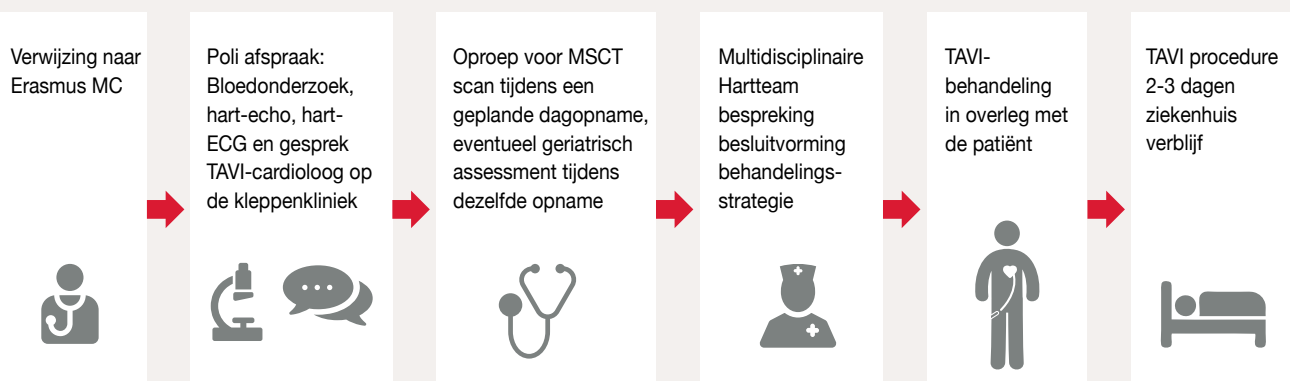 Verwijzing naar
Erasmus MC
Poli afspraak:
Bloedonderzoek,
hart-echo, hart-
ECG en gesprek
TAVI-cardioloog op
de kleppenkliniek
Oproep voor MSCT
scan tijdens een
geplande dagopname,
eventueel geriatrisch
assessment tijdens
dezelfde opname
Multidisciplinaire
Hartteam
bespreking
besluitvorming
behandelings-
strategie
TAVI-
behandeling
in overleg met
de patiënt
TAVI procedure
2-3 dagen
ziekenhuis
verblijf